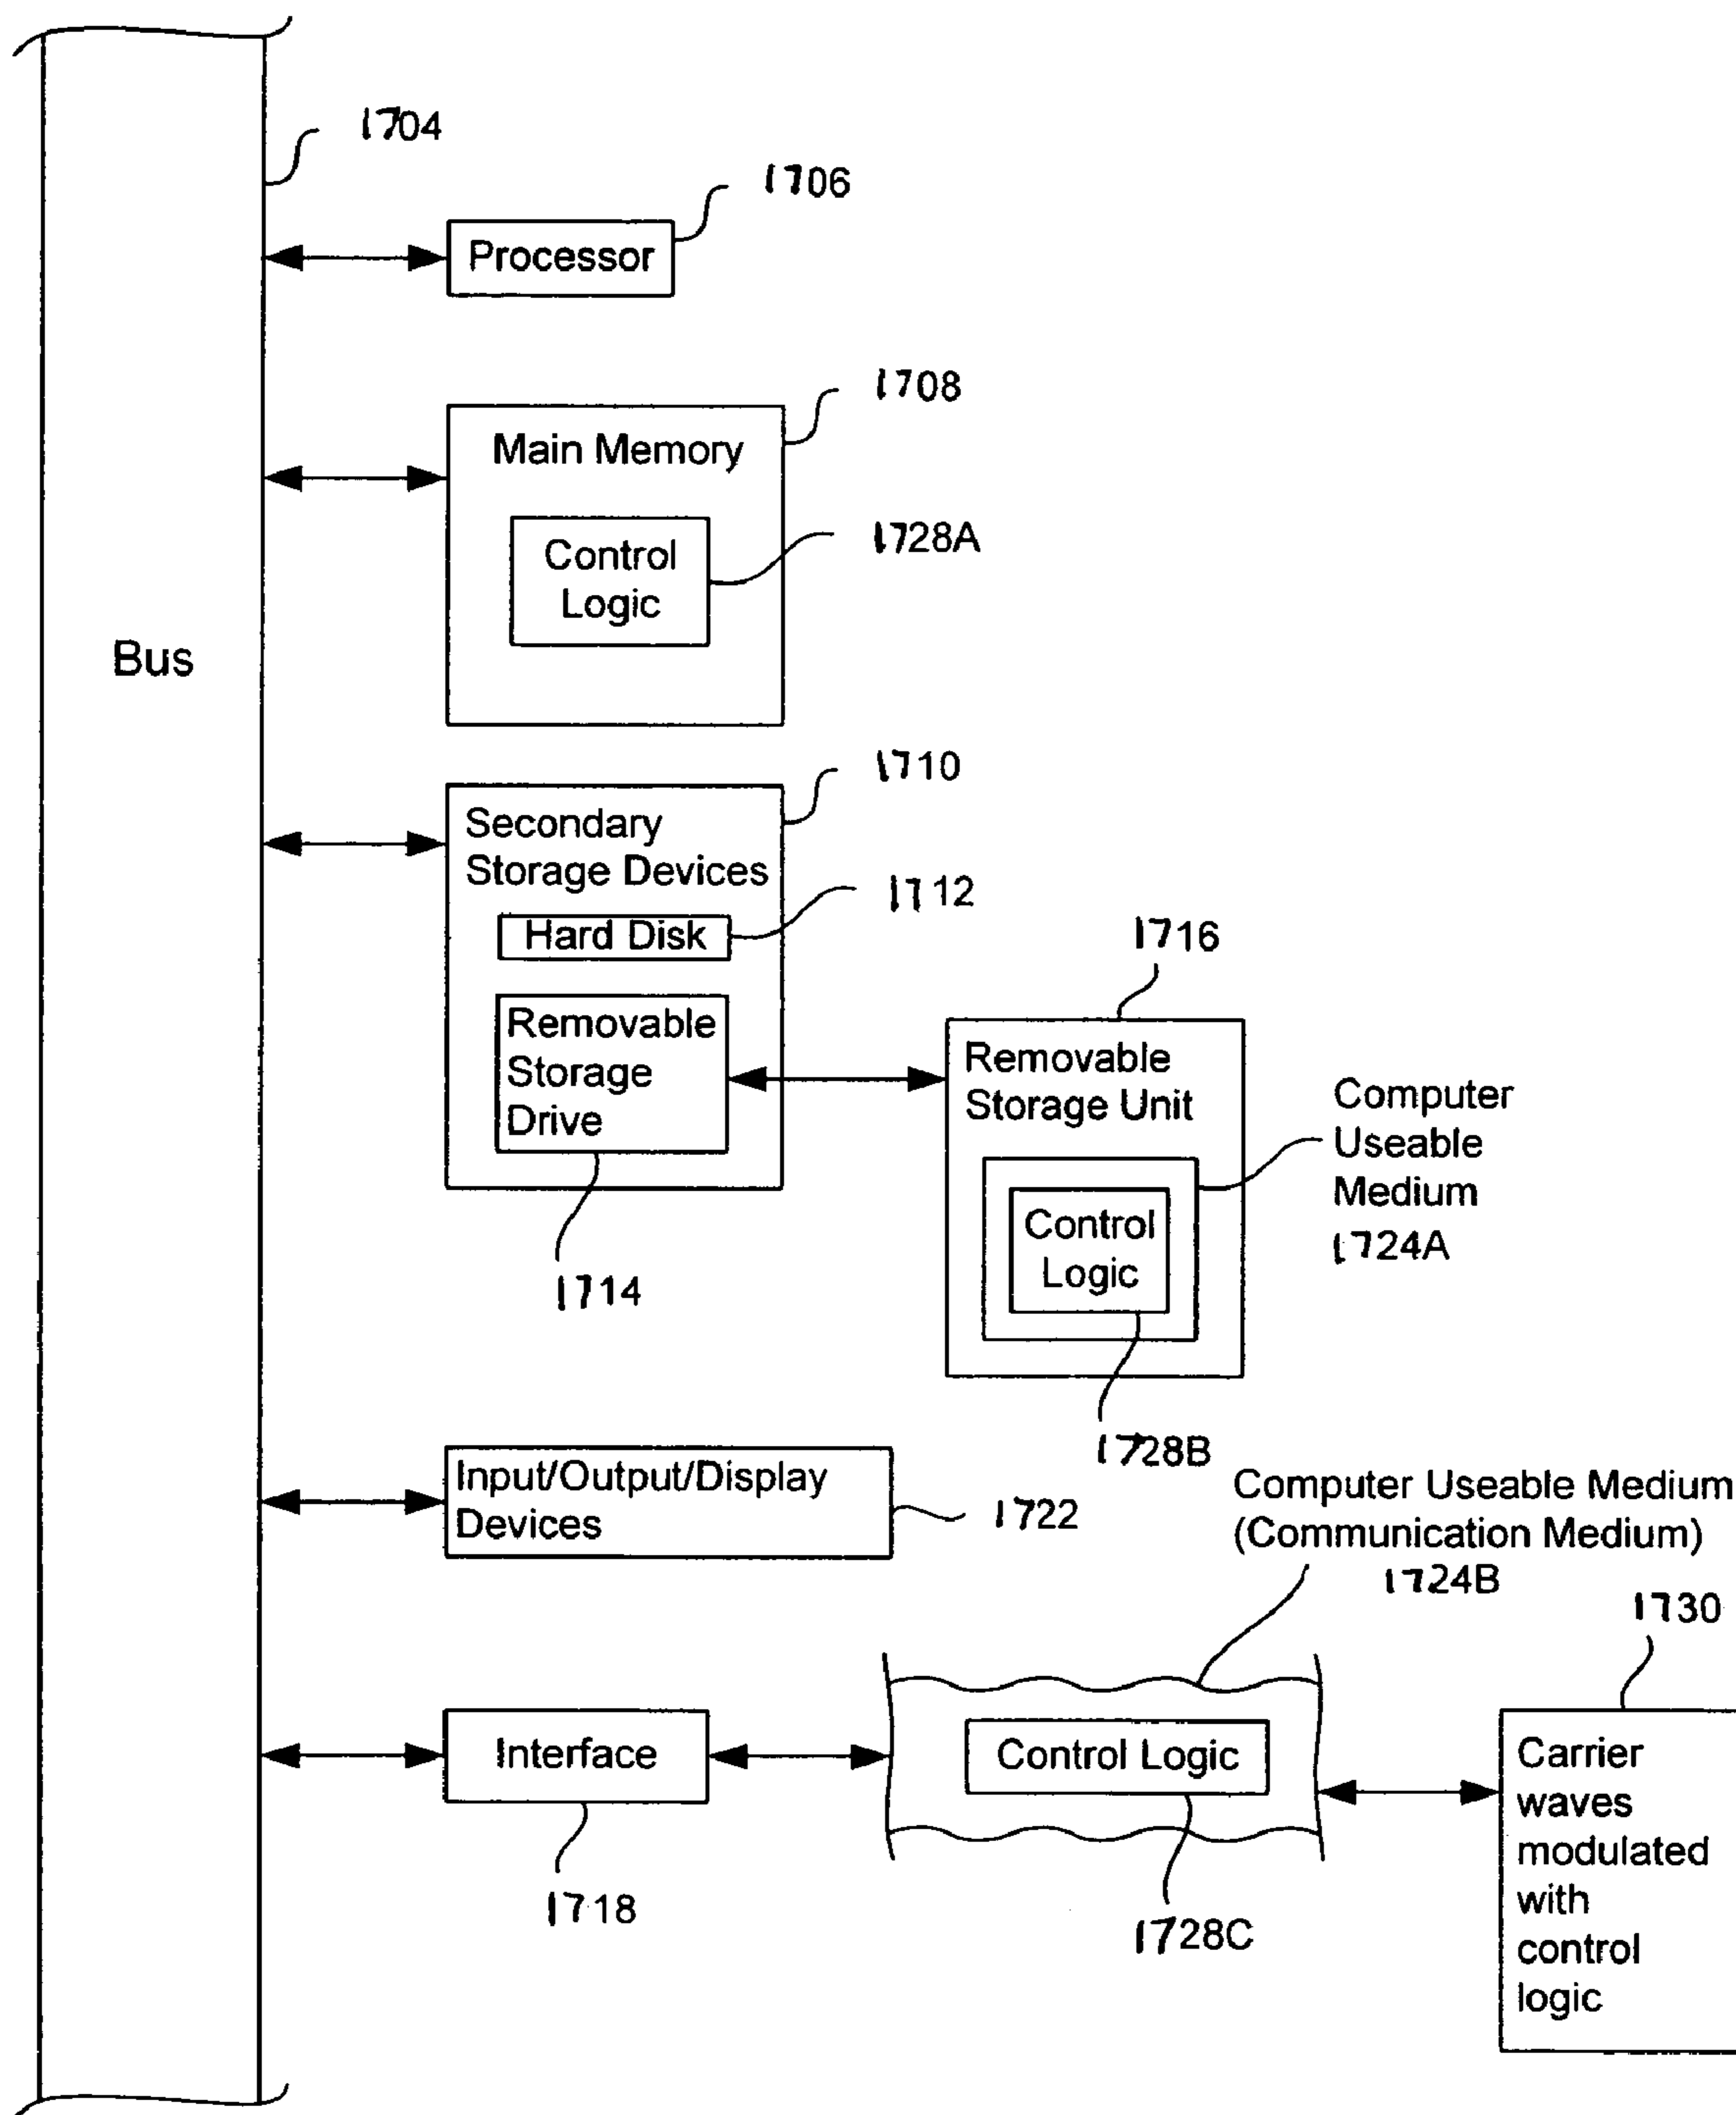 1704
1706
Processor
1708
Main Memory
Control
Logic
1728A
Bus
1710
Secondary
Storage Devices
1712
Hard Disk
1716
Removable
Storage
Drive
Removable
Storage Unit
Computer
Useable
Medium
1724A
Control
Logic
1714
1728B
Input/Output/Display
Devices
1722
Computer Useable Medium
(Communication Medium)
1724B
1730
Interface
Control Logic
Carrier
waves
modulated
with
control
logic
1718
1728C